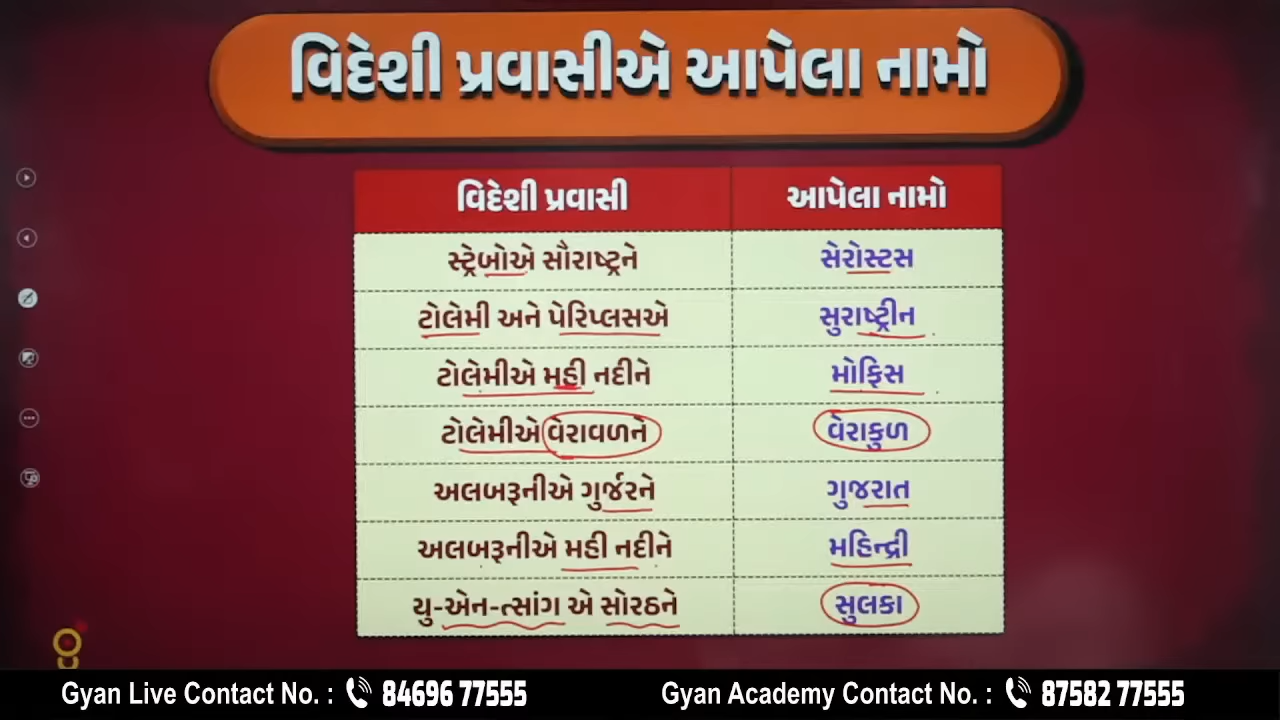 વિદેશી પ્રવાસીએ આપેલા નામો
વિદેશી પ્રવાસી આપેલા નામો
સ્ટ્રેબોએ સૌરાષ્ટ્રને સેરોસ્ટસ
ટોલેમી અને પેરિપ્લસએ સુરાષ્ટ્રીન
ટોલેમીએ મહી નદીને મોફિસ
ટોલેમીએ વેરાવળને વેરાકુળ
અલબરૂનીએ ગુર્જરને ગુજરાત
અલબરૂનીએ મહી નદીને મહિન્દ્રી
યુ-એન-ત્સાંગ એ સોરઠને સુલકા
Gyan Live Contact No. : 84696 77555 Gyan Academy Contact No. : 87582 77555